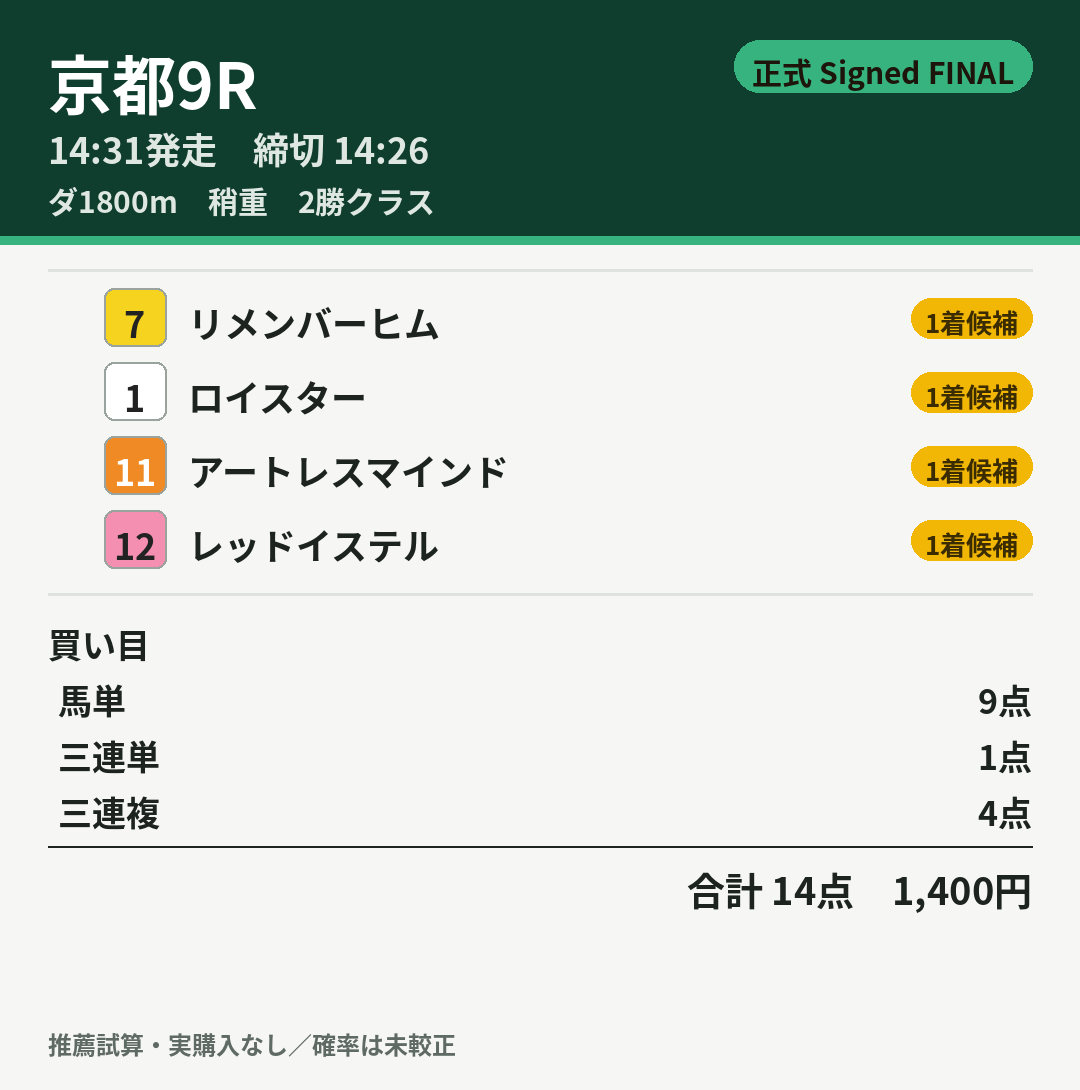 京都9R
正式 Signed FINAL
14:31発走　締切 14:26
ダ1800m　稍重　2勝クラス
7 リメンバーヒム 1着候補
1 ロイスター 1着候補
11 アートレスマインド 1着候補
12 レッドイステル 1着候補
買い目
馬単 9点
三連単 1点
三連複 4点
合計 14点　1,400円
推薦試算・実購入なし／確率は未較正